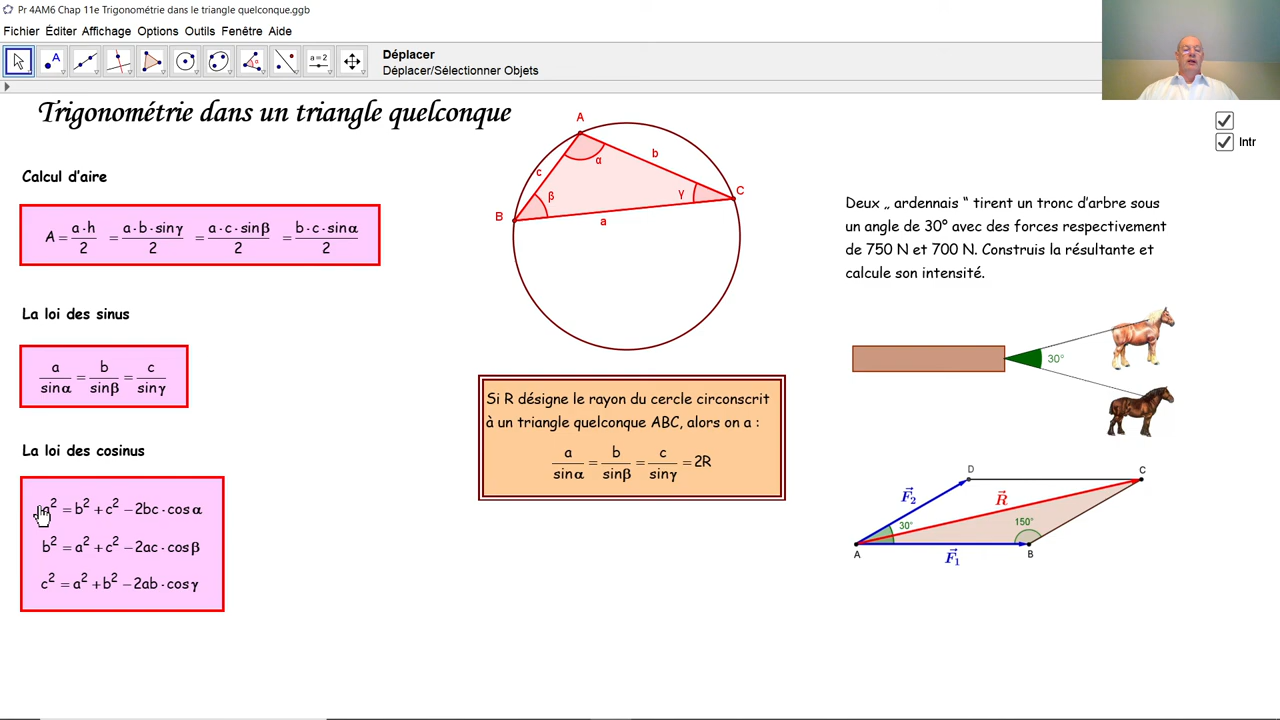 Pr 4AM6 Chap 11e Trigonométrie dans le triangle quelconque.ggb
Fichier Éditer Affichage Options Outils Fenêtre Aide
A α a=2
Déplacer
Déplacer/Sélectionner Objets
Trigonométrie dans un triangle quelconque
Calcul d'aire
A = a·h/2 = a·b·sinγ/2 = a·c·sinβ/2 = b·c·sinα/2
La loi des sinus
a/sinα = b/sinβ = c/sinγ
La loi des cosinus
a² = b² + c² − 2bc·cosα
b² = a² + c² − 2ac·cosβ
c² = a² + b² − 2ab·cosγ
A
b
c
α
β
γ
B
C
a
Si R désigne le rayon du cercle circonscrit
à un triangle quelconque ABC, alors on a :
a/sinα = b/sinβ = c/sinγ = 2R
Intr
Deux „ ardennais “ tirent un tronc d'arbre sous
un angle de 30° avec des forces respectivement
de 750 N et 700 N. Construis la résultante et
calcule son intensité.
30°
D
C
F⃗₂
R⃗
30°
150°
A
F⃗₁
B